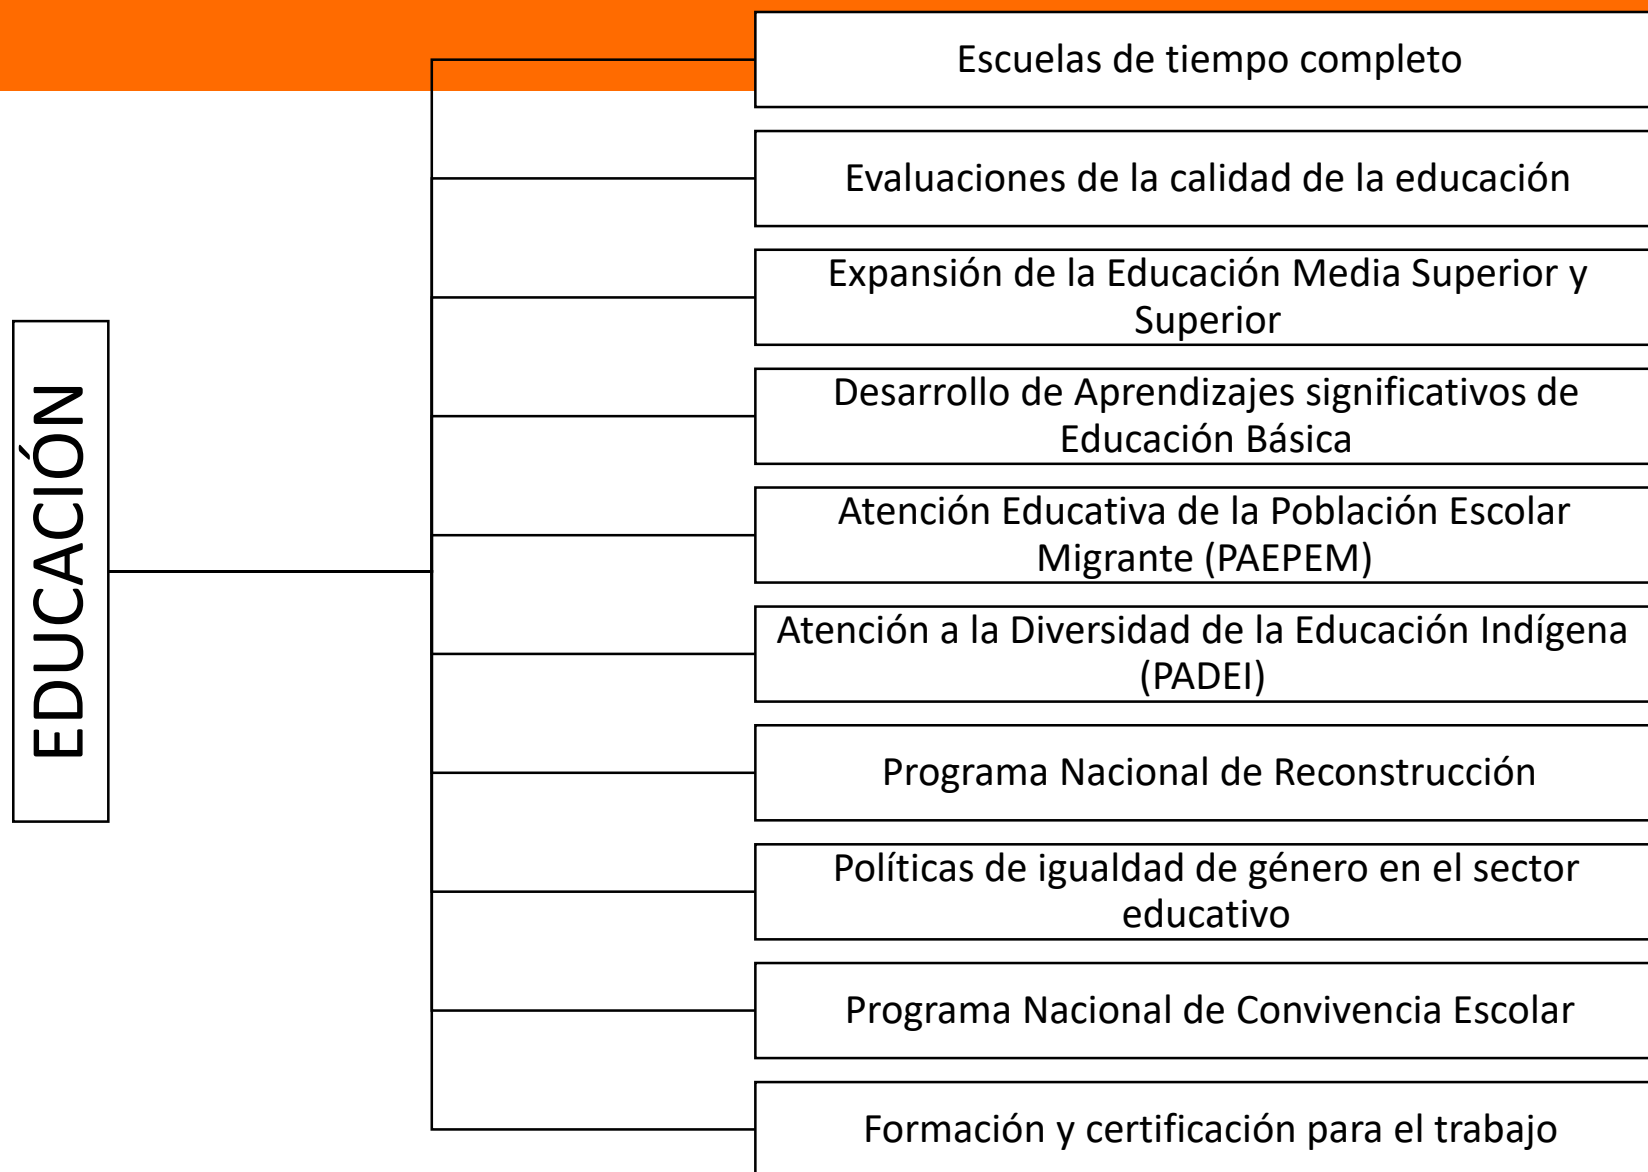 EDUCACIÓN
Escuelas de tiempo completo
Evaluaciones de la calidad de la educación
Expansión de la Educación Media Superior y
Superior
Desarrollo de Aprendizajes significativos de
Educación Básica
Atención Educativa de la Población Escolar
Migrante (PAEPEM)
Atención a la Diversidad de la Educación Indígena
(PADEI)
Programa Nacional de Reconstrucción
Políticas de igualdad de género en el sector
educativo
Programa Nacional de Convivencia Escolar
Formación y certificación para el trabajo